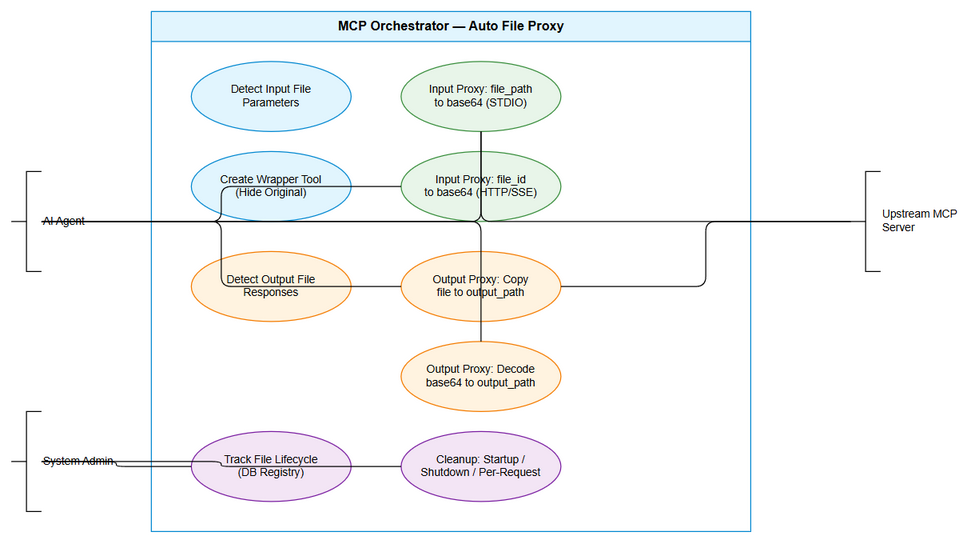 MCP Orchestrator — Auto File Proxy
Detect Input File
Parameters
Input Proxy: file_path
to base64 (STDIO)
Create Wrapper Tool
(Hide Original)
Input Proxy: file_id
to base64 (HTTP/SSE)
AI Agent
Upstream MCP
Server
Detect Output File
Responses
Output Proxy: Copy
file to output_path
Output Proxy: Decode
base64 to output_path
System Admin
Track File Lifecycle
(DB Registry)
Cleanup: Startup /
Shutdown / Per-Request